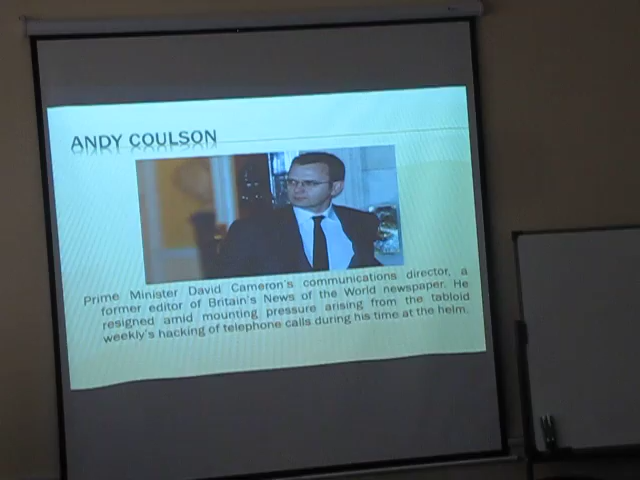 ANDY COULSON
Prime Minister David Cameron's communications director, a
former editor of Britain's News of the World newspaper. He
resigned amid mounting pressure arising from the tabloid
weekly's hacking of telephone calls during his time at the helm.